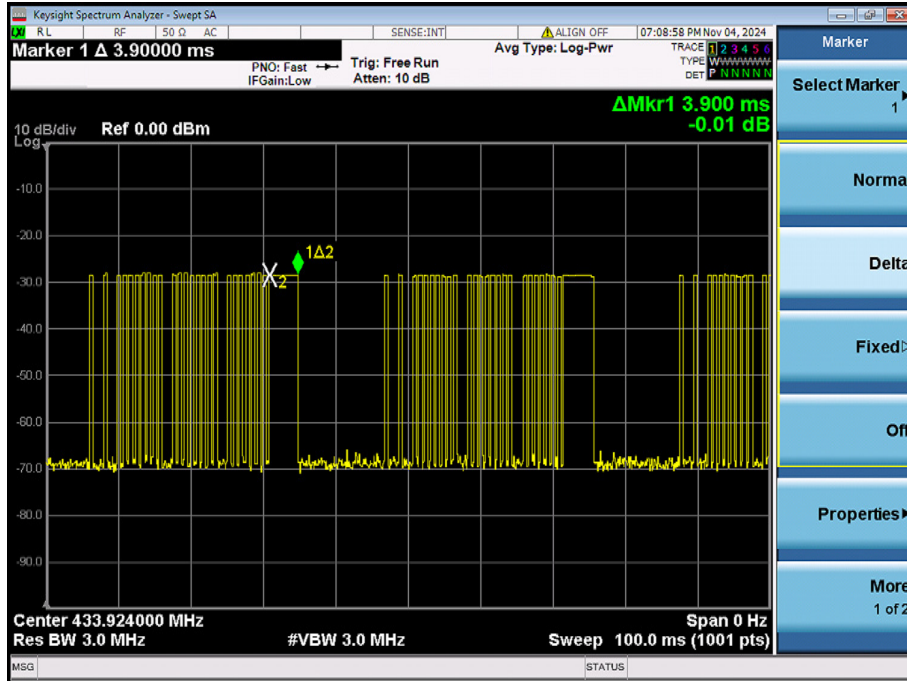 Keysight Spectrum Analyzer - Swept SA
RL RF 50 Ω AC SENSE:INT ALIGN OFF 07:08:58 PM Nov 04, 2024
Marker 1 Δ 3.90000 ms
PNO: Fast
IFGain:Low
Trig: Free Run
Atten: 10 dB
Avg Type: Log-Pwr
TRACE 1 2 3 4 5 6
TYPE WWWWWW
DET P N N N N N
ΔMkr1 3.900 ms
-0.01 dB
10 dB/div Ref 0.00 dBm
Log
-10.0
-20.0
-30.0
-40.0
-50.0
-60.0
-70.0
-80.0
-90.0
1Δ2
2
Center 433.924000 MHz
Span 0 Hz
Res BW 3.0 MHz
#VBW 3.0 MHz
Sweep 100.0 ms (1001 pts)
MSG
STATUS
Marker
Select Marker
1
Norma
Delta
Fixed
Off
Properties
More
1 of 2